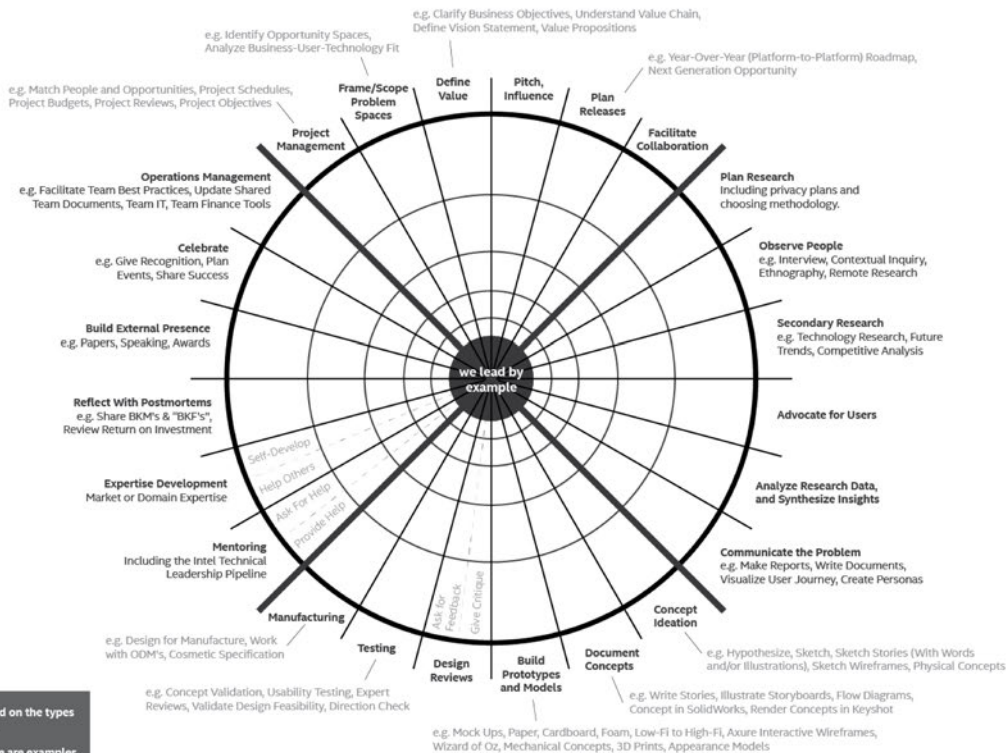 e.g. Clarify Business Objectives, Understand Value Chain,
Define Vision Statement, Value Propositions
e.g. Identify Opportunity Spaces,
Analyze Business-User-Technology Fit
e.g. Year-Over-Year (Platform-to-Platform) Roadmap,
Next Generation Opportunity
e.g. Match People and Opportunities, Project Schedules,
Project Budgets, Project Reviews, Project Objectives
Project
Management
Frame/Scope
Problem
Spaces
Define
Value
Pitch,
Influence
Plan
Releases
Facilitate
Collaboration
Plan Research
Including privacy plans and
choosing methodology.
Observe People
e.g. Interview, Contextual Inquiry,
Ethnography, Remote Research
Secondary Research
e.g. Technology Research, Future
Trends, Competitive Analysis
Advocate for Users
Analyze Research Data,
and Synthesize Insights
Communicate the Problem
e.g. Make Reports, Write Documents,
Visualize User Journey, Create Personas
Concept
Ideation
e.g. Hypothesize, Sketch, Sketch Stories (With Words
and/or Illustrations), Sketch Wireframes, Physical Concepts
Document
Concepts
e.g. Write Stories, Illustrate Storyboards, Flow Diagrams,
Concept in SolidWorks, Render Concepts in Keyshot
Build
Prototypes
and Models
e.g. Mock Ups, Paper, Cardboard, Foam, Low-Fi to High-Fi, Axure Interactive Wireframes,
Wizard of Oz, Mechanical Concepts, 3D Prints, Appearance Models
Design
Reviews
Ask for
Feedback
Give Critique
Testing
e.g. Concept Validation, Usability Testing, Expert
Reviews, Validate Design Feasibility, Direction Check
Manufacturing
e.g. Design for Manufacture, Work
with ODM's, Cosmetic Specification
Mentoring
Including the Intel Technical
Leadership Pipeline
Ask For Help
Provide Help
Expertise Development
Market or Domain Expertise
Self-Develop
Help Others
Reflect With Postmortems
e.g. Share BKM's & "BKF's",
Review Return on Investment
Build External Presence
e.g. Papers, Speaking, Awards
Celebrate
e.g. Give Recognition, Plan
Events, Share Success
Operations Management
e.g. Facilitate Team Best Practices, Update Shared
Team Documents, Team IT, Team Finance Tools
we lead by
example
d on the types
e are examples